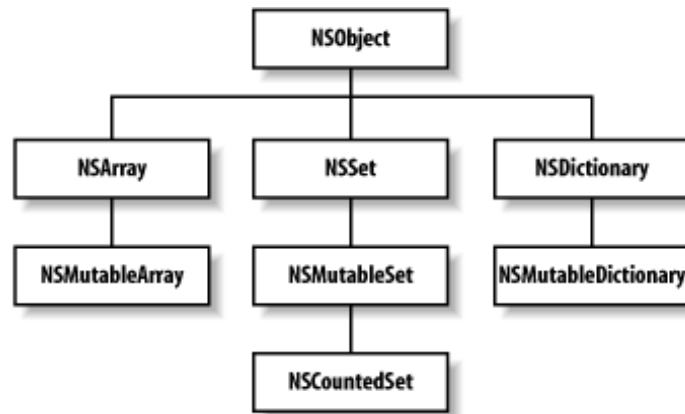 NSObject
NSArray
NSSet
NSDictionary
NSMutableArray
NSMutableSet
NSMutableDictionary
NSCountedSet